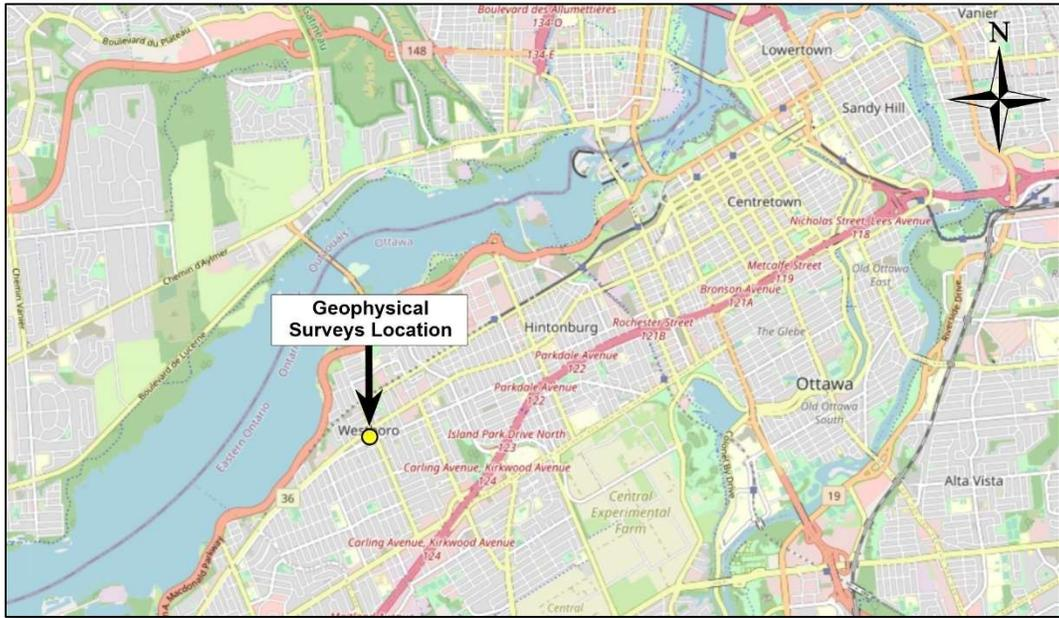 Boulevard des Allumettières
134-O
Vanier
Gatineau
Boulevard du Plateau
148
134-E
Lowertown
N
Sandy Hill
Centretown
Nicholas Street, Lees Avenue
118
Outaouais
Ottawa
Chemin d'Aylmer
Chemin Vanier
Metcalfe Street
119
Old Ottawa
East
Bronson Avenue
121A
Riverside Drive
Geophysical
Surveys Location
Hintonburg
Rochester Street
121B
The Glebe
Boulevard de Lucerne
Parkdale Avenue
122
Parkdale Avenue
122
Ottawa
Old Ottawa
South
Eastern Ontario
Westboro
Island Park Drive North
123
Carling Avenue, Kirkwood Avenue
124
Colonel By Drive
Alta Vista
36
Central
Experimental
Farm
19
Carling Avenue, Kirkwood Avenue
124
A. Macdonald Parkway
Central